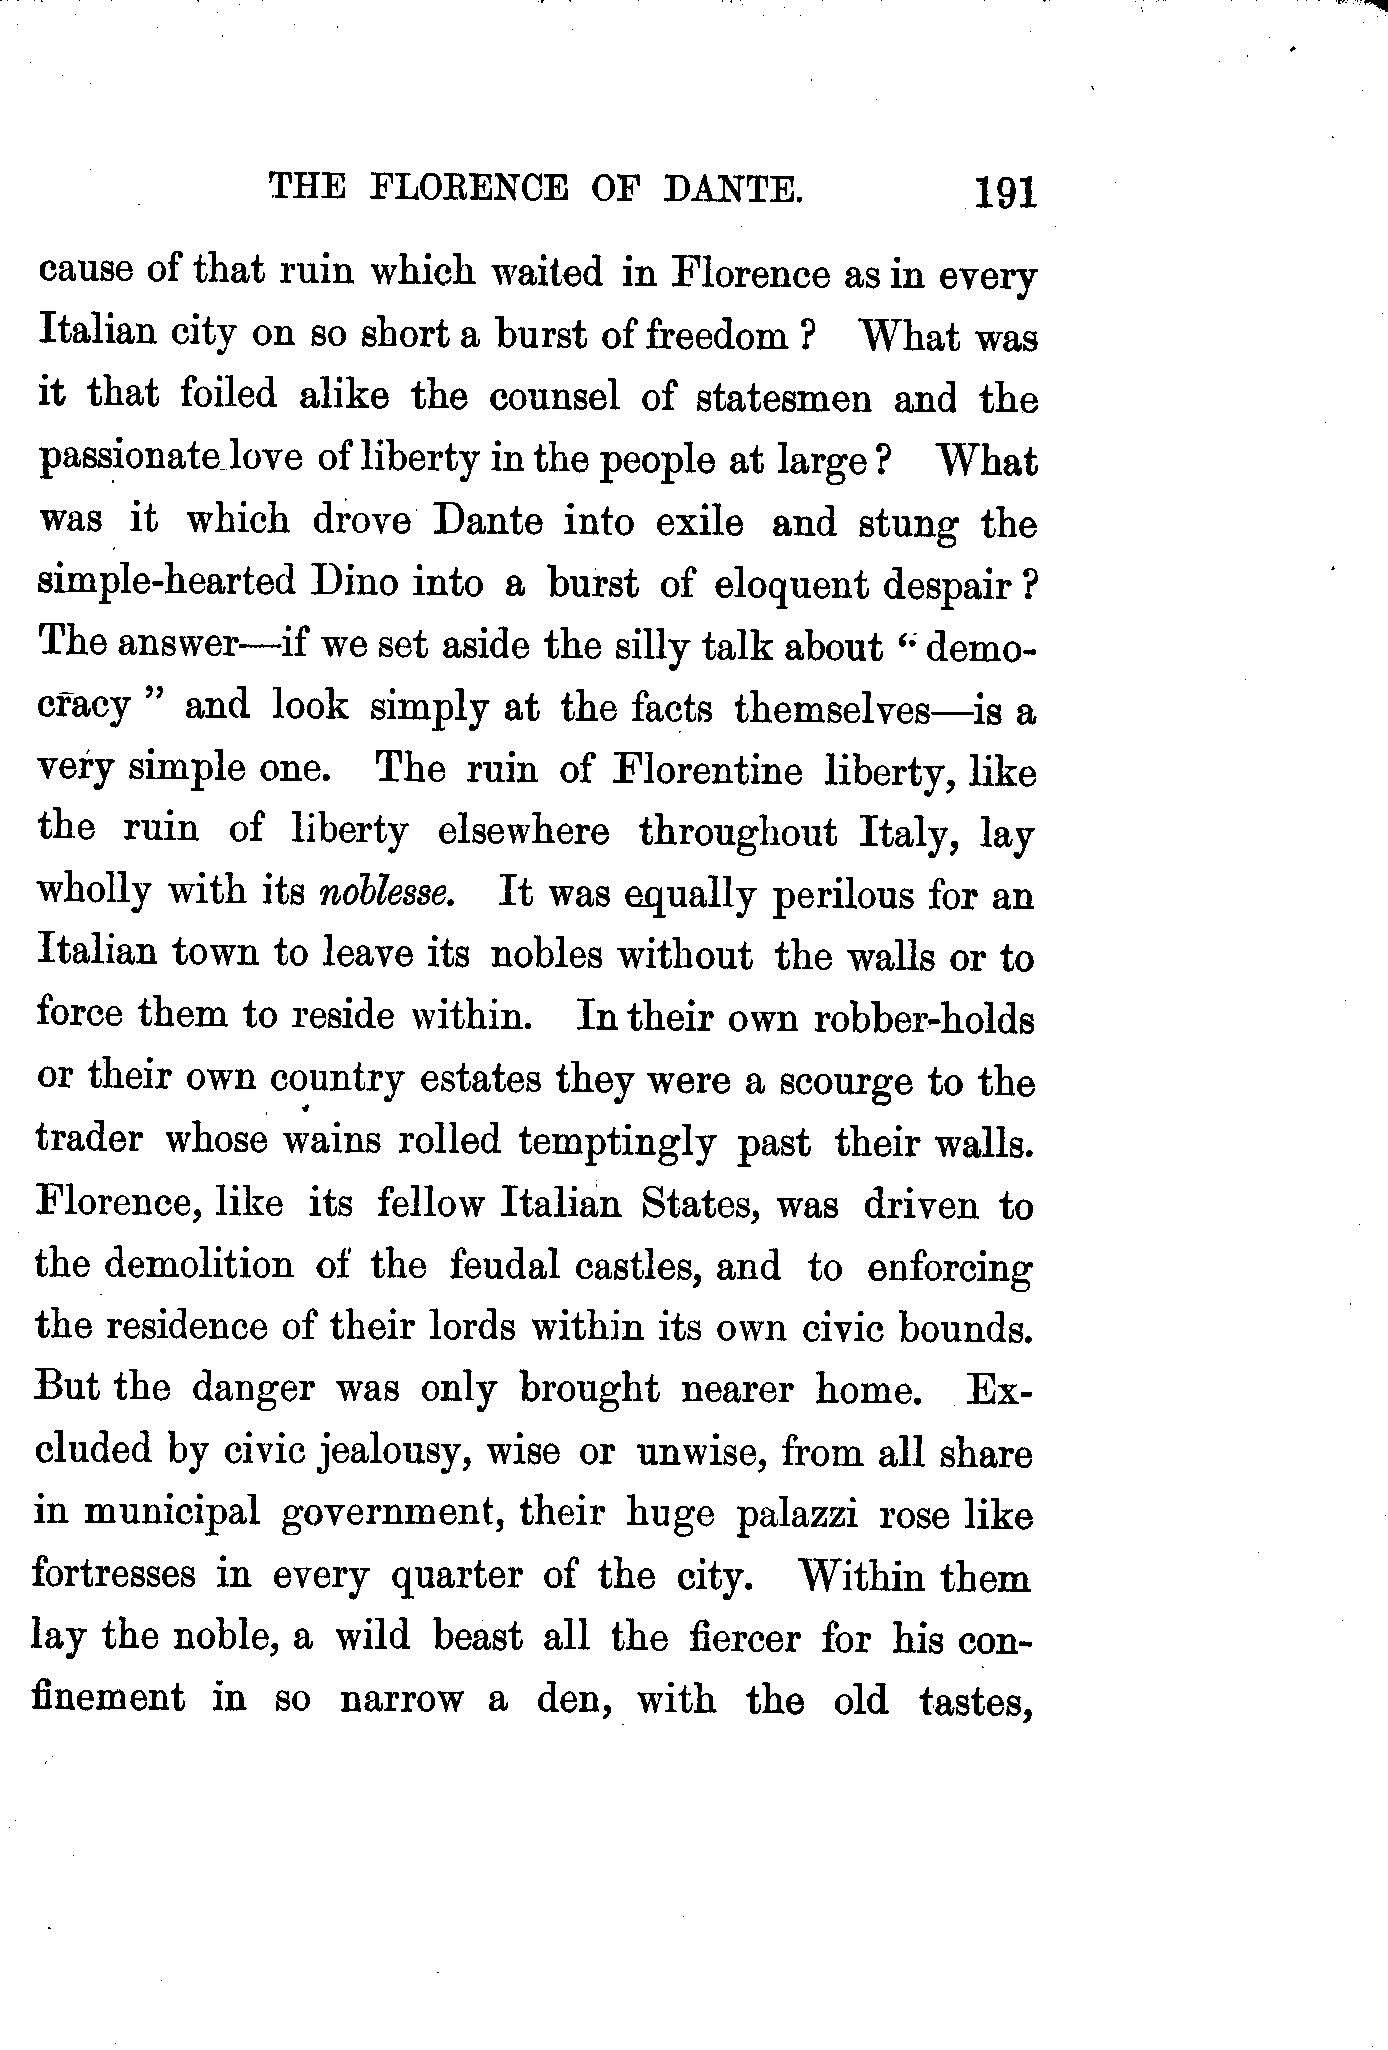 THE FLORENCE OF DANTE. 191
cause of that ruin which waited in Florence as in every
Italian city on so short a burst of freedom ? What was
it that foiled alike the counsel of statesmen and the
passionate love of liberty in the people at large ? What
was it which drove Dante into exile and stung the
simple-hearted Dino into a burst of eloquent despair ?
The answer—if we set aside the silly talk about “ demo-
cracy ” and look simply at the facts themselves—is a
very simple one. The ruin of Florentine liberty, like
the ruin of liberty elsewhere throughout Italy, lay
wholly with its noblesse. It was equally perilous for an
Italian town to leave its nobles without the walls or to
force them to reside within. In their own robber-holds
or their own country estates they were a scourge to the
trader whose wains rolled temptingly past their walls.
Florence, like its fellow Italian States, was driven to
the demolition of the feudal castles, and to enforcing
the residence of their lords within its own civic bounds.
But the danger was only brought nearer home. Ex-
cluded by civic jealousy, wise or unwise, from all share
in municipal government, their huge palazzi rose like
fortresses in every quarter of the city. Within them
lay the noble, a wild beast all the fiercer for his con-
finement in so narrow a den, with the old tastes,